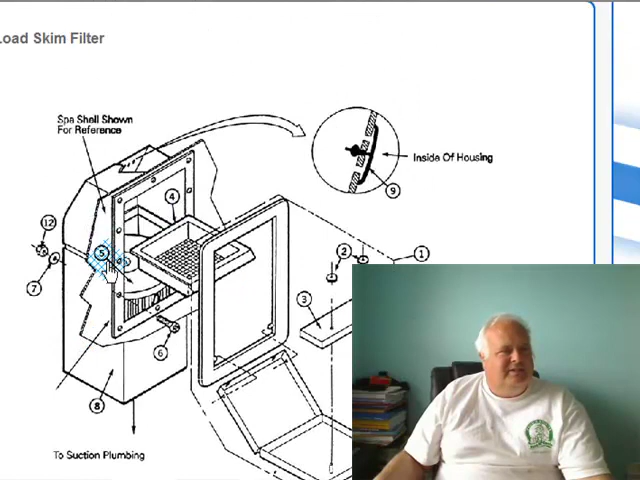 Load Skim Filter
Spa Shell Shown
For Reference
Inside Of Housing
9
4
12
5
2
1
7
3
6
8
To Suction Plumbing